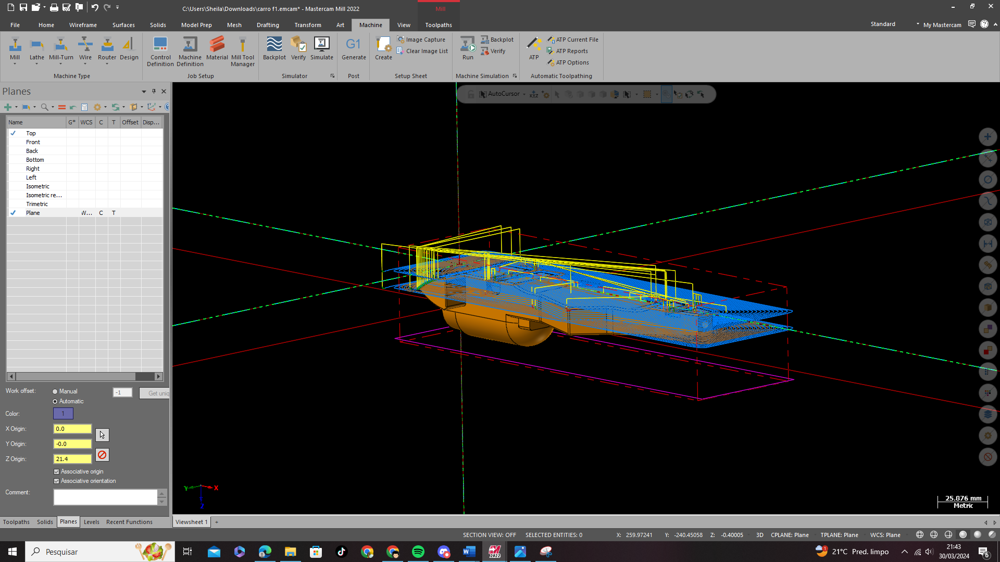 C:\Users\Sheila\Downloads\carro f1.emcam* - Mastercam Mill 2022
Mill
File Home Wireframe Surfaces Solids Model Prep Mesh Drafting Transform Art Machine View Toolpaths
Standard My Mastercam
Mill Lathe Mill-Turn Wire Router Design
Machine Type
Control Definition Machine Definition Material Mill Tool Manager
Job Setup
Backplot Verify Simulate
Simulator
G1 Generate
Post
Create Image Capture
Clear Image List
Setup Sheet
Run Backplot
Verify
Machine Simulation
ATP ATP Current File
ATP Reports
ATP Options
Automatic Toolpathing
Planes
AutoCursor
Name G* WCS C T Offset Disp...
Top
Front
Back
Bottom
Right
Left
Isometric
Isometric re...
Trimetric
Plane W... C T
Work offset: Manual -1 Get uniq
Automatic
Color: 1
X Origin: 0.0
Y Origin: -0.0
Z Origin: 21.4
Associative origin
Associative orientation
Comment:
Y X
Z
25.876 mm
Metric
Toolpaths Solids Planes Levels Recent Functions
Viewsheet 1 +
SECTION VIEW: OFF SELECTED ENTITIES: 0 X: 259.97241 Y: -240.45058 Z: -0.40005 3D CPLANE: Plane TPLANE: Plane WCS: Plane
Pesquisar
2022
21°C Pred. limpo
21:43
30/03/2024
6